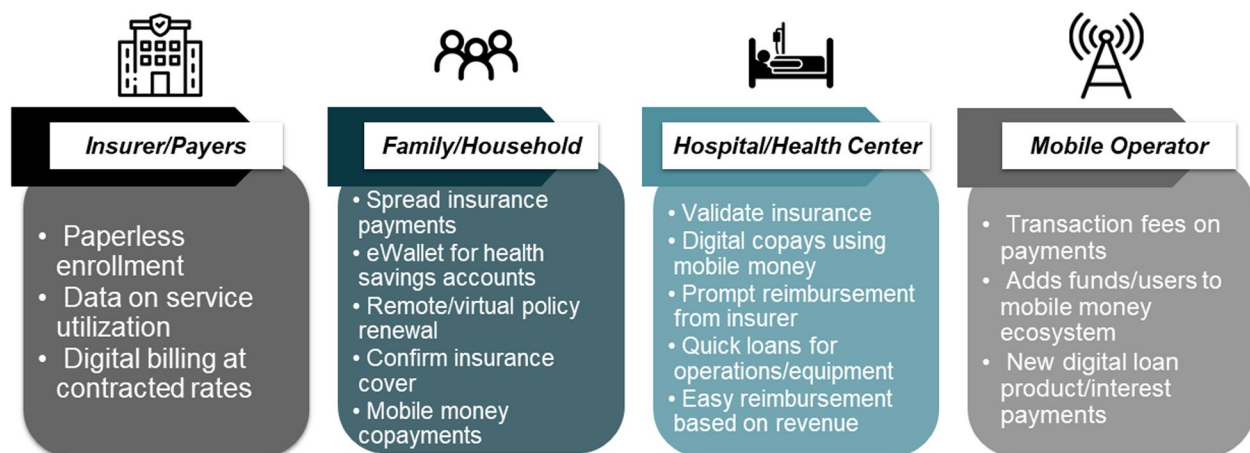 Insurer/Payers
• Paperless
enrollment
• Data on service
utilization
• Digital billing at
contracted rates
Family/Household
• Spread insurance
payments
• eWallet for health
savings accounts
• Remote/virtual policy
renewal
• Confirm insurance
cover
• Mobile money
copayments
Hospital/Health Center
• Validate insurance
• Digital copays using
mobile money
• Prompt reimbursement
from insurer
• Quick loans for
operations/equipment
• Easy reimbursement
based on revenue
Mobile Operator
• Transaction fees on
payments
• Adds funds/users to
mobile money
ecosystem
• New digital loan
product/interest
payments